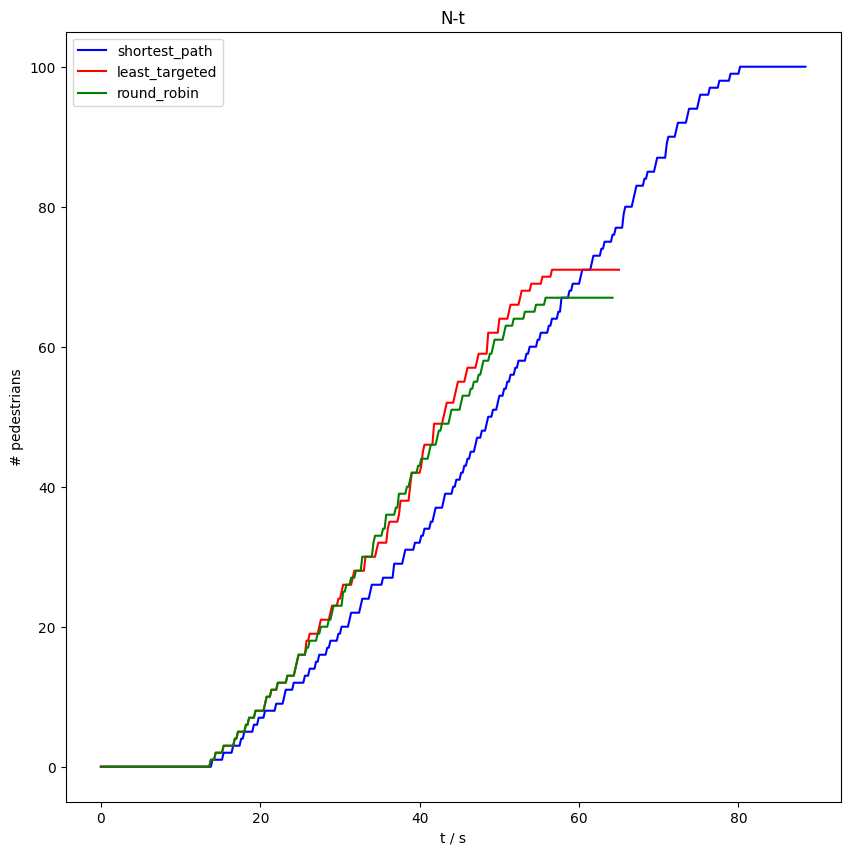 N-t
shortest_path
least_targeted
round_robin
100
80
60
40
20
0
# pedestrians
0 20 40 60 80
t / s